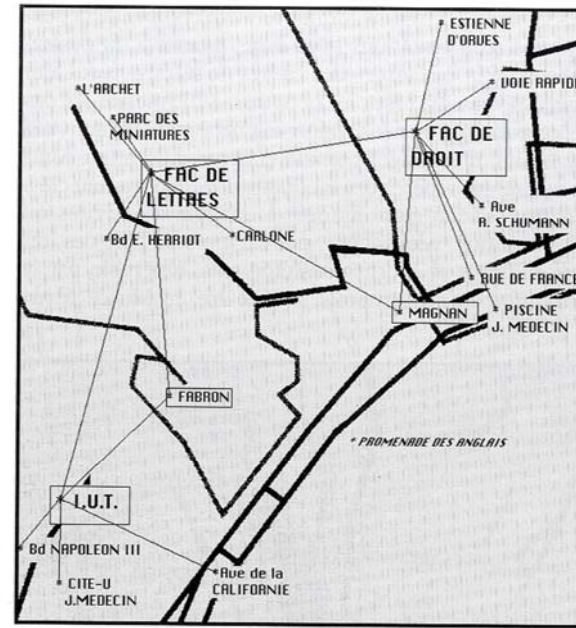 * ESTIENNE
D'ORVES
* L'ARCHET
* VOIE RAPIDE
* PARC DES
MINIATURES
* FAC DE
DROIT
* FAC DE
LETTRES
* Rue
R. SCHUMANN
* Bd E. HERRIOT
* CARLONE
* RUE DE FRANCE
* MAGNAN
* PISCINE
J. MEDECIN
* FABRON
* PROMENADE DES ANGLAIS
* I.U.T.
* Bd NAPOLEON III
* CITE-U
J.MEDECIN
* Ave de la
CALIFORNIE